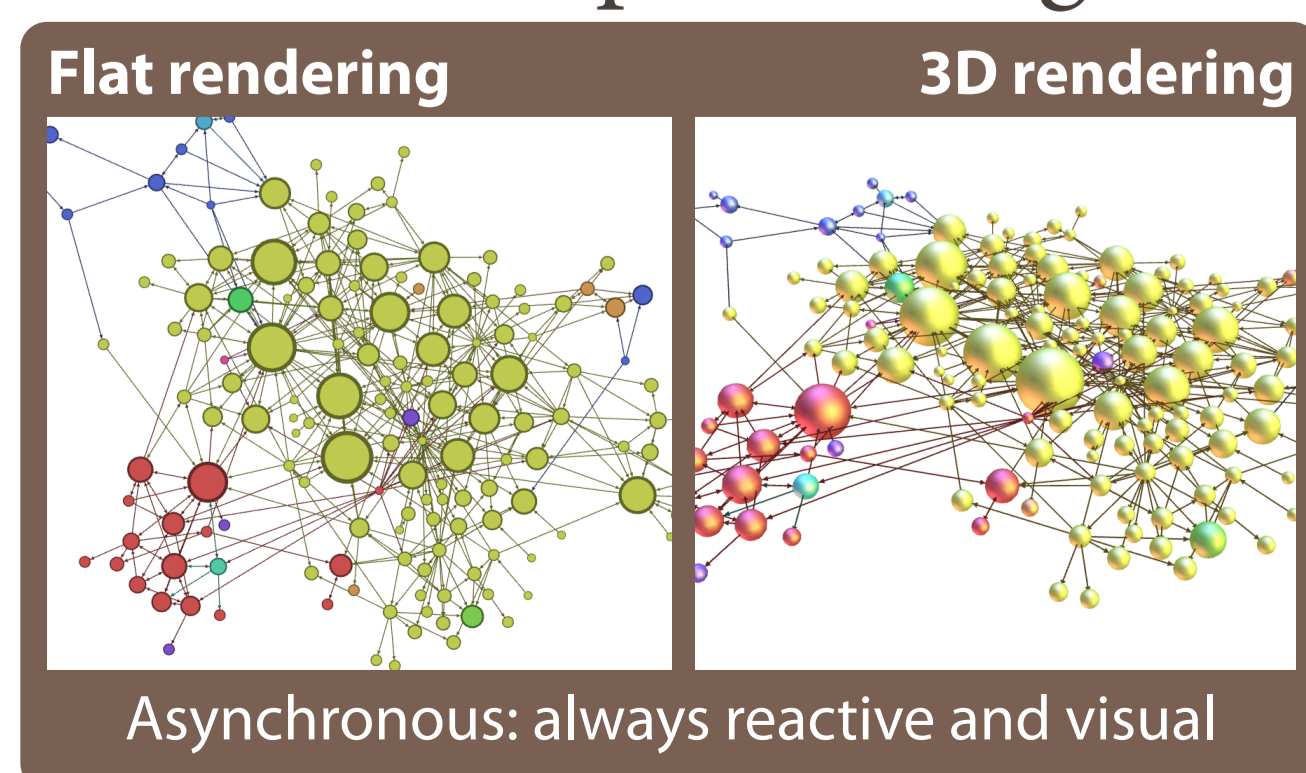 Flat rendering
3D rendering
Asynchronous: always reactive and visual